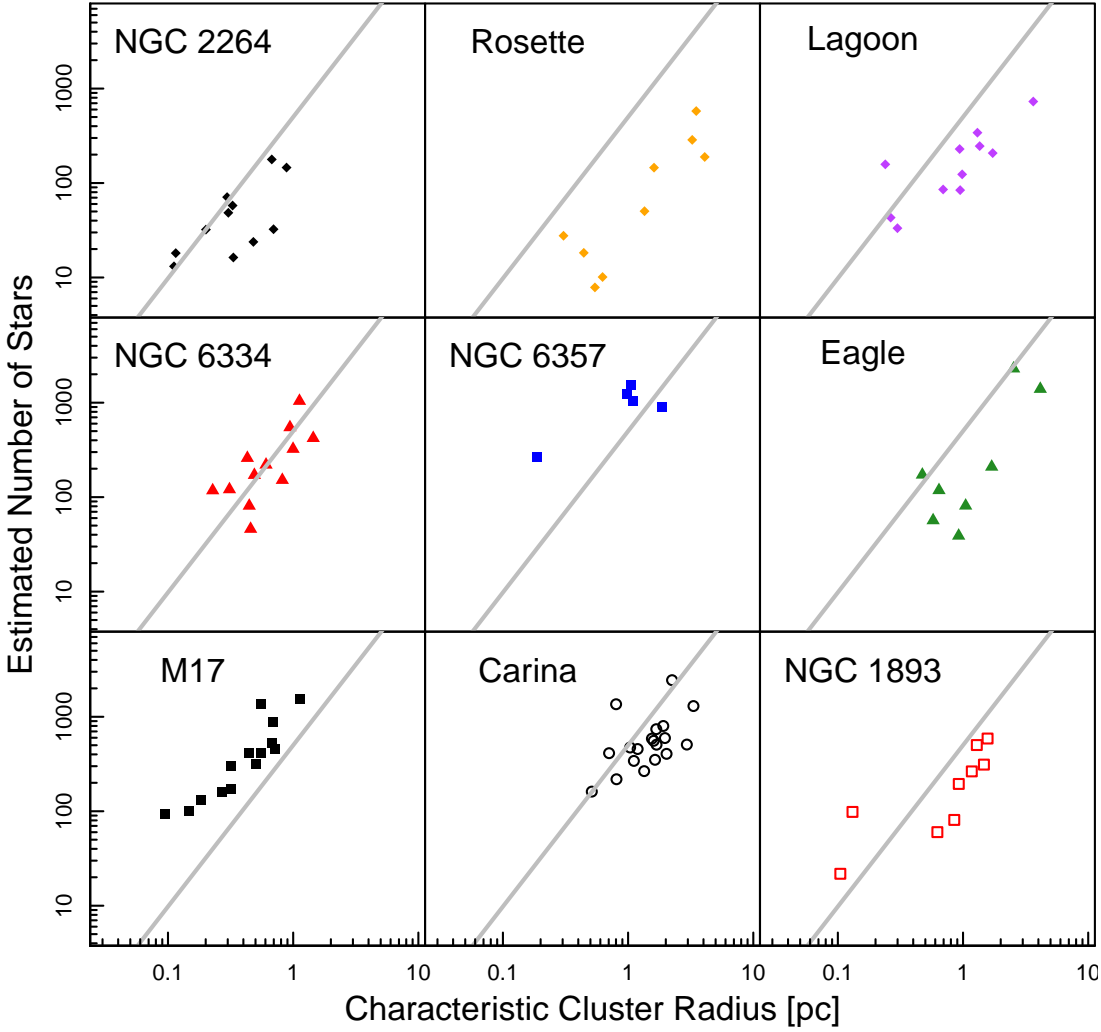 NGC 2264
Rosette
Lagoon
1000
100
10
NGC 6334
NGC 6357
Eagle
1000
100
10
Estimated Number of Stars
M17
Carina
NGC 1893
1000
100
10
0.1 1 10
0.1 1 10
0.1 1 10
Characteristic Cluster Radius [pc]